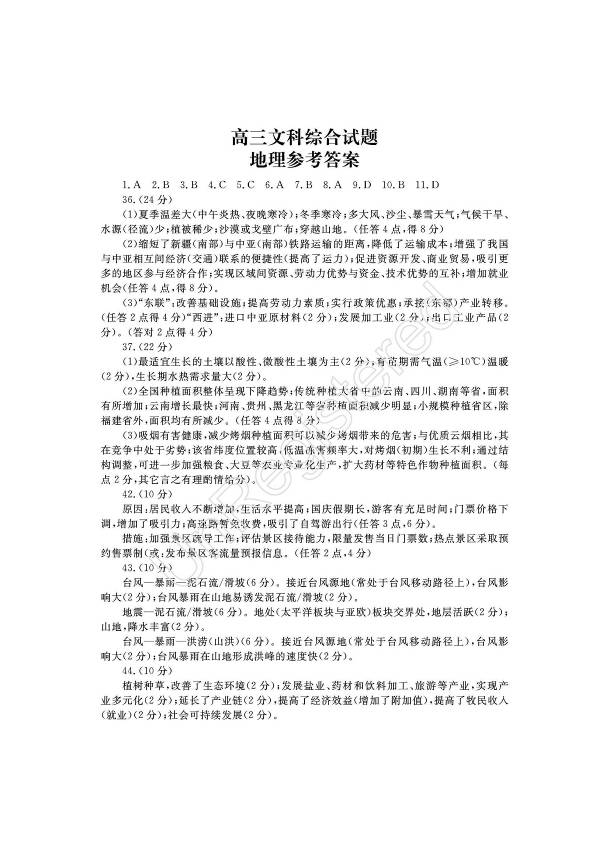 高三文科综合试题
地理参考答案
1. A 2. B 3. B 4. C 5. C 6. A 7. B 8. A 9. D 10. B 11. D
36. (24 分)
(1)夏季温差大(中午炎热、夜晚寒冷);冬季寒冷;多大风、沙尘、暴雪天气;气候干旱、
水源(径流)少;植被稀少;沙漠或戈壁广布;穿越山地。(任答 4 点,得 8 分)
(2)缩短了新疆(南部)与中亚(南部)铁路运输的距离,降低了运输成本;增强了我国
与中亚相互间经济(交通)联系的便捷性(提高了运力);促进资源开发、商业贸易,吸引更
多的地区参与经济合作;实现区域间资源、劳动力优势与资金、技术优势的互补;增加就业
机会(任答 4 点,得 8 分)。
(3)“东联”:改善基础设施;提高劳动力素质;实行政策优惠;承接(东部)产业转移。
(任答 2 点得 4 分)“西进”:进口中亚原材料(2 分);发展加工业(2 分);出口工业产品(2
分)。(答对 2 点得 4 分)
37. (22 分)
(1)最适宜生长的土壤以酸性、微酸性土壤为主(2 分),有苗期需气温(≥10℃)温暖
(2 分),生长期水热需求量大(2 分)。
(2)全国种植面积整体呈现下降趋势;传统种植大省中的云南、四川、湖南等省,面积
有所增加;云南增长最快;河南、贵州、黑龙江等省种植面积减少明显;小规模种植省区,除
福建省外,面积均有所减少。(任答 4 点得 8 分)
(3)吸烟有害健康,减少烤烟种植面积可以减少烤烟带来的危害;与优质云烟相比,其
在竞争中处于劣势;该省纬度位置较高,低温冻害频率大,对烤烟(初期)生长不利;通过结
构调整,可进一步加强粮食、大豆等农业专业化生产,扩大药材等特色作物种植面积。(每
点 2 分,其它言之有理酌情给分)。
42. (10 分)
原因:居民收入不断增加,生活水平提高;国庆假期长,游客有充足时间;门票价格下
调,增加了吸引力;高速路暂免收费,吸引了自驾游出行(任答 3 点,6 分)。
措施:加强景区疏导工作;评估景区接待能力,限量发售当日门票数;热点景区采取预
约售票制(或:发布景区客流量预报信息。(任答 2 点,4 分)
43. (10 分)
台风—暴雨—泥石流/滑坡(6 分)。接近台风源地(常处于台风移动路径上),台风影
响大(2 分);台风暴雨在山地易诱发泥石流/滑坡(2 分)。
地震—泥石流/滑坡(6 分)。地处(太平洋板块与亚欧)板块交界处,地层活跃(2 分);
山地,降水丰富(2 分)。
台风—暴雨—洪涝(山洪)(6 分)。接近台风源地(常处于台风移动路径上),台风影
响大(2 分);台风暴雨在山地形成洪峰的速度快(2 分)。
44. (10 分)
植树种草,改善了生态环境(2 分);发展盐业、药材和饮料加工、旅游等产业,实现产
业多元化(2 分);延长了产业链(2 分),提高了经济效益(增加了附加值),提高了牧民收入
(就业)(2 分);社会可持续发展(2 分)。
Unregistered